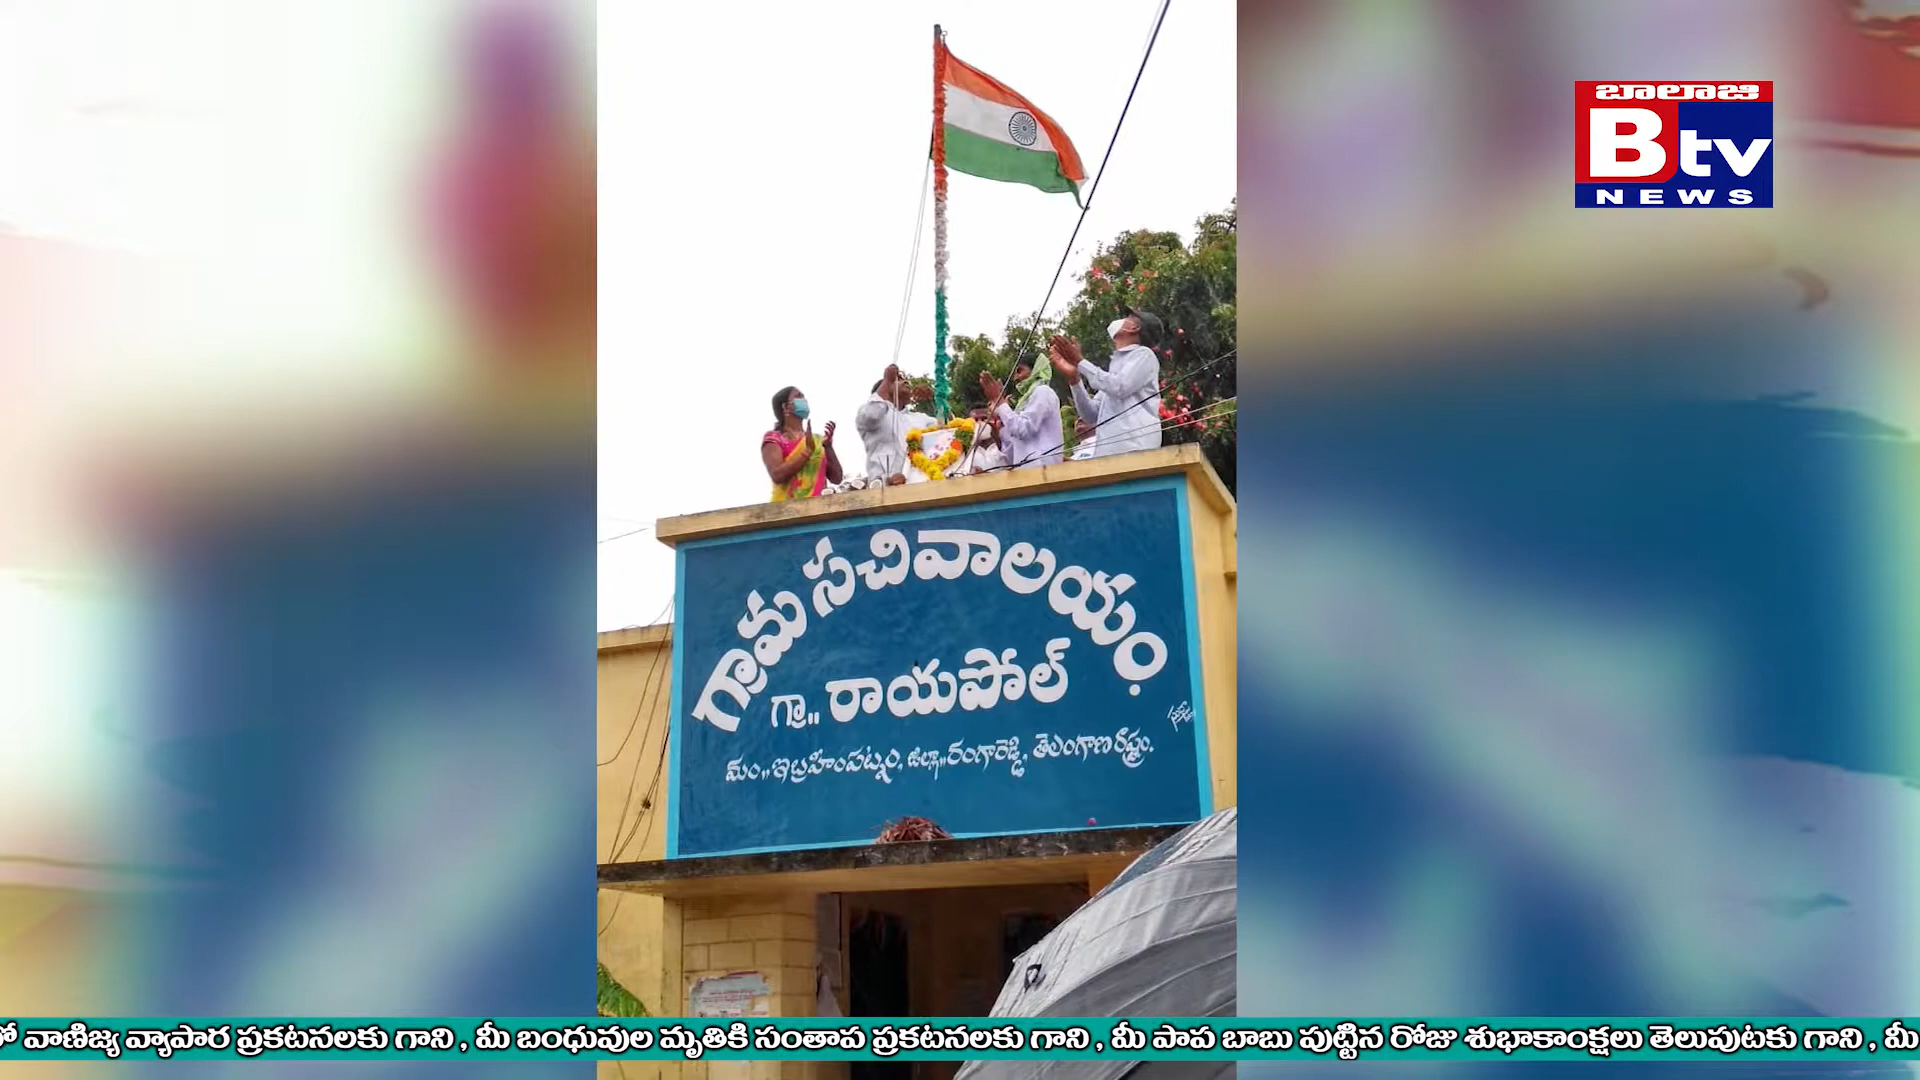 బాలాజి
Btv
NEWS
గ్రామ సచివాలయం
గ్రా,, రాయపోల్
మం,, ఇబ్రహీంపట్నం, జిల్లా,, రంగారెడ్డి, తెలంగాణ రాష్ట్రం.
వాణిజ్య వ్యాపార ప్రకటనలకు గాని , మీ బంధువుల మృతికి సంతాప ప్రకటనలకు గాని , మీ పాప బాబు పుట్టిన రోజు శుభాకాంక్షలు తెలుపుటకు గాని , మీ